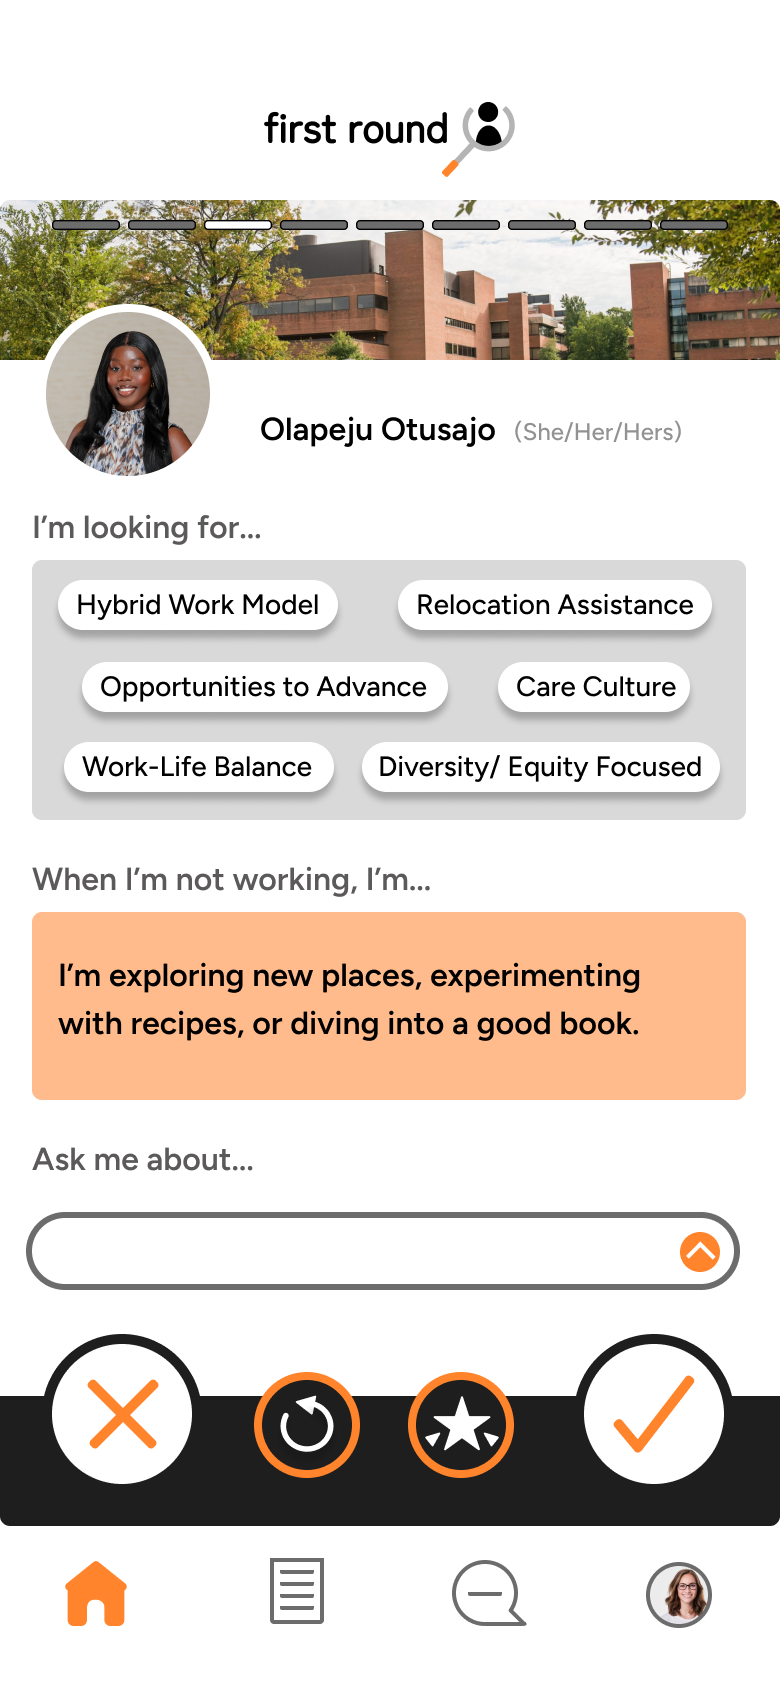 first round
Olapeju Otusajo (She/Her/Hers)
I’m looking for...
Hybrid Work Model
Relocation Assistance
Opportunities to Advance
Care Culture
Work-Life Balance
Diversity/ Equity Focused
When I’m not working, I’m...
I’m exploring new places, experimenting
with recipes, or diving into a good book.
Ask me about...